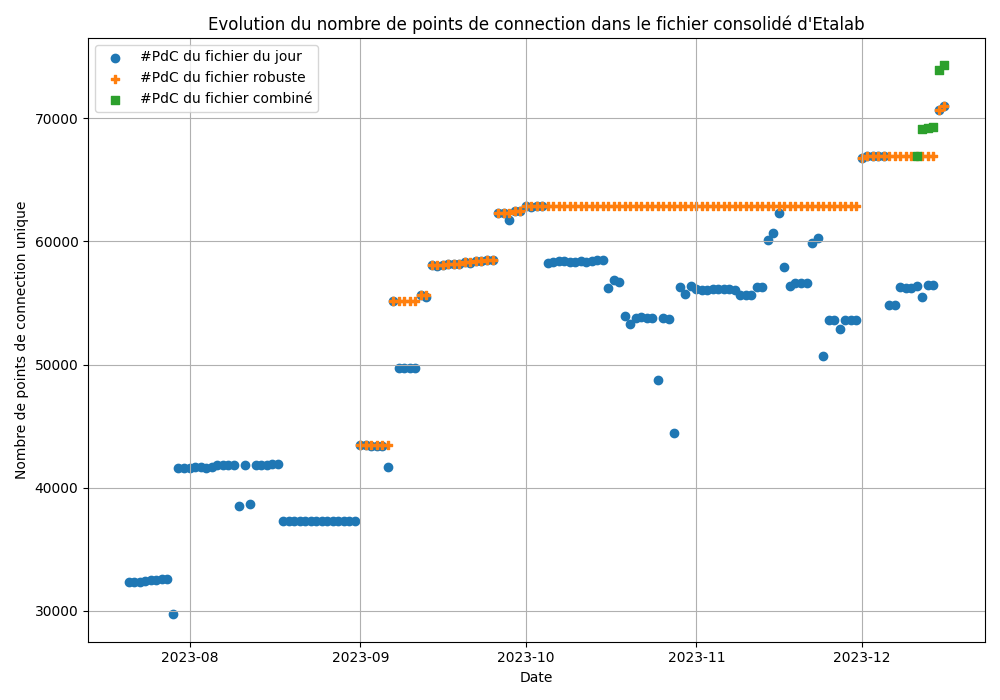 Evolution du nombre de points de connection dans le fichier consolidé d'Etalab
#PdC du fichier du jour
#PdC du fichier robuste
#PdC du fichier combiné
Nombre de points de connection unique
70000
60000
50000
40000
30000
2023-08
2023-09
2023-10
2023-11
2023-12
Date